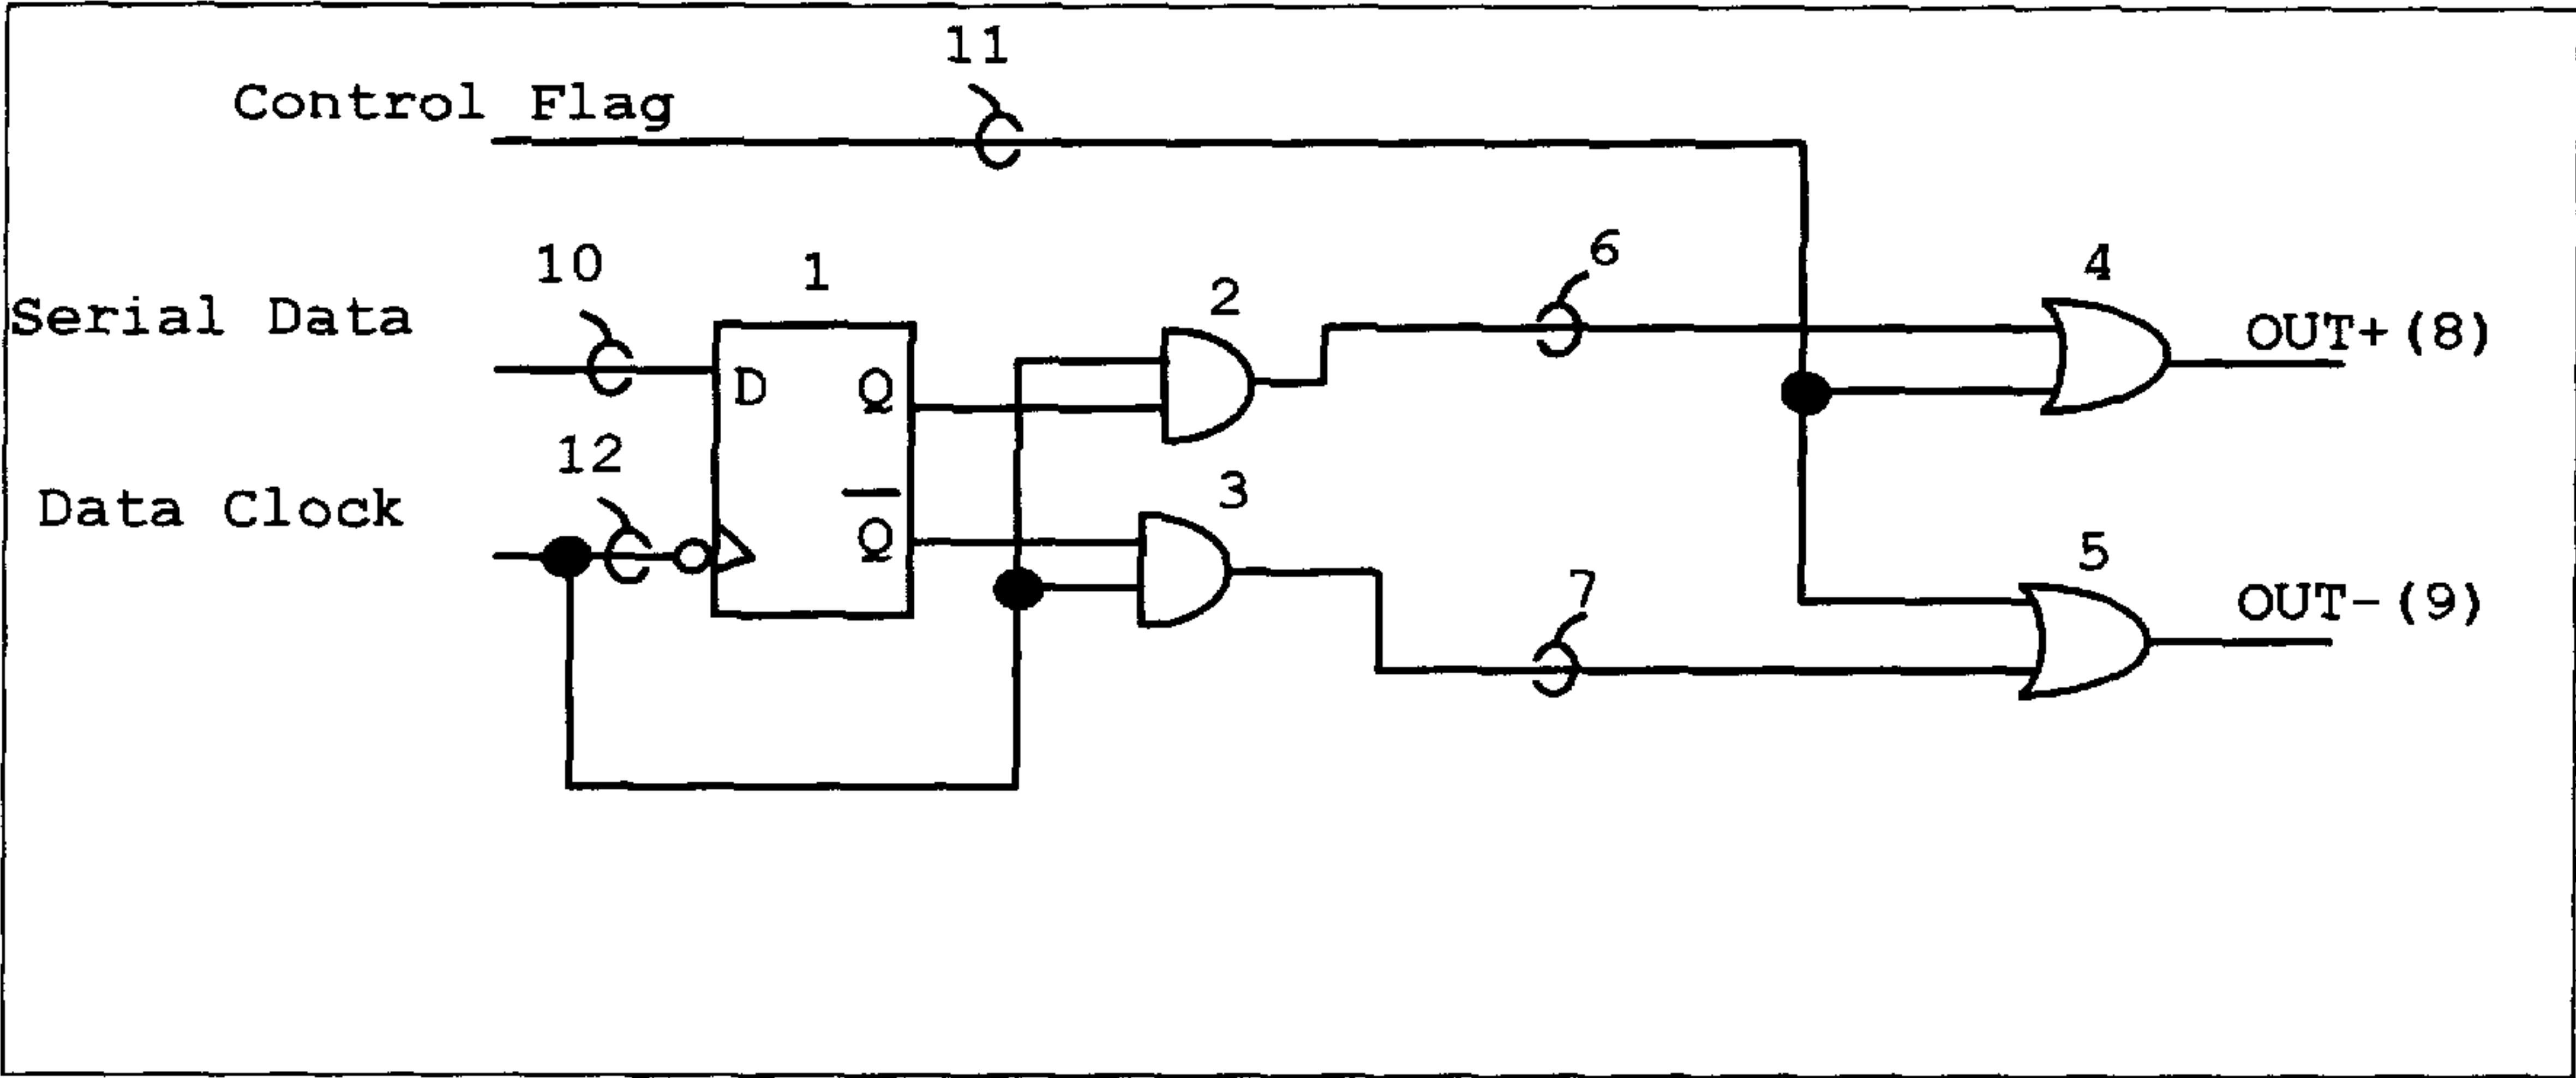 11
Control Flag
10
1
2
6
4
Serial Data
D
Q
OUT+(8)
12
3
Data Clock
Q̅
7
5
OUT-(9)